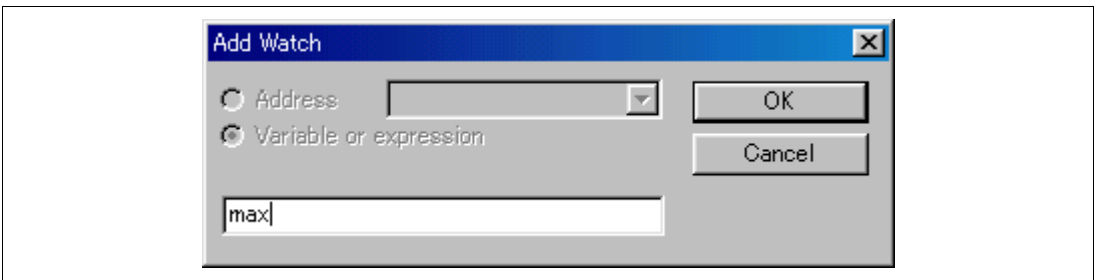 Add Watch
Address
OK
Variable or expression
Cancel
max